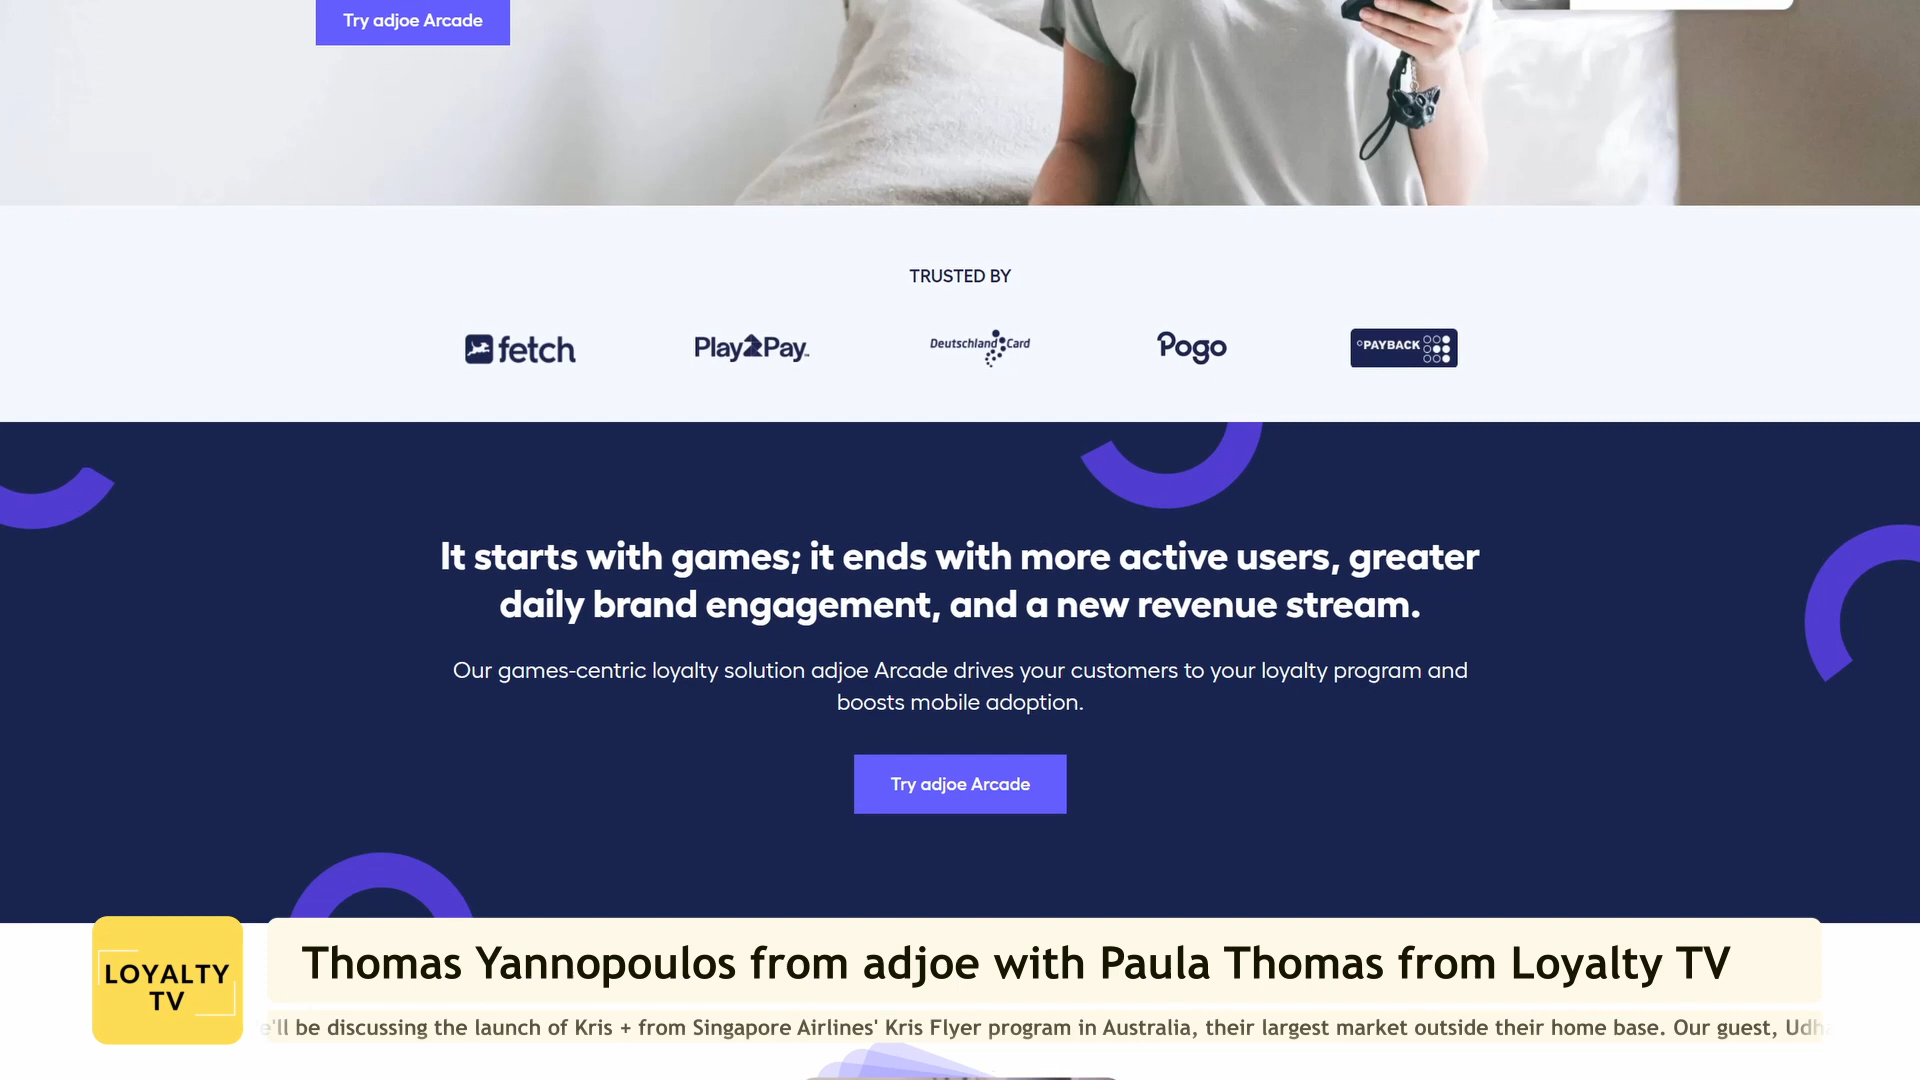 Try adjoe Arcade
TRUSTED BY
fetch
Play2Pay
Deutschland Card
Pogo
PAYBACK
It starts with games; it ends with more active users, greater
daily brand engagement, and a new revenue stream.
Our games-centric loyalty solution adjoe Arcade drives your customers to your loyalty program and
boosts mobile adoption.
Try adjoe Arcade
LOYALTY
TV
Thomas Yannopoulos from adjoe with Paula Thomas from Loyalty TV
e'll be discussing the launch of Kris + from Singapore Airlines' Kris Flyer program in Australia, their largest market outside their home base. Our guest, Udh